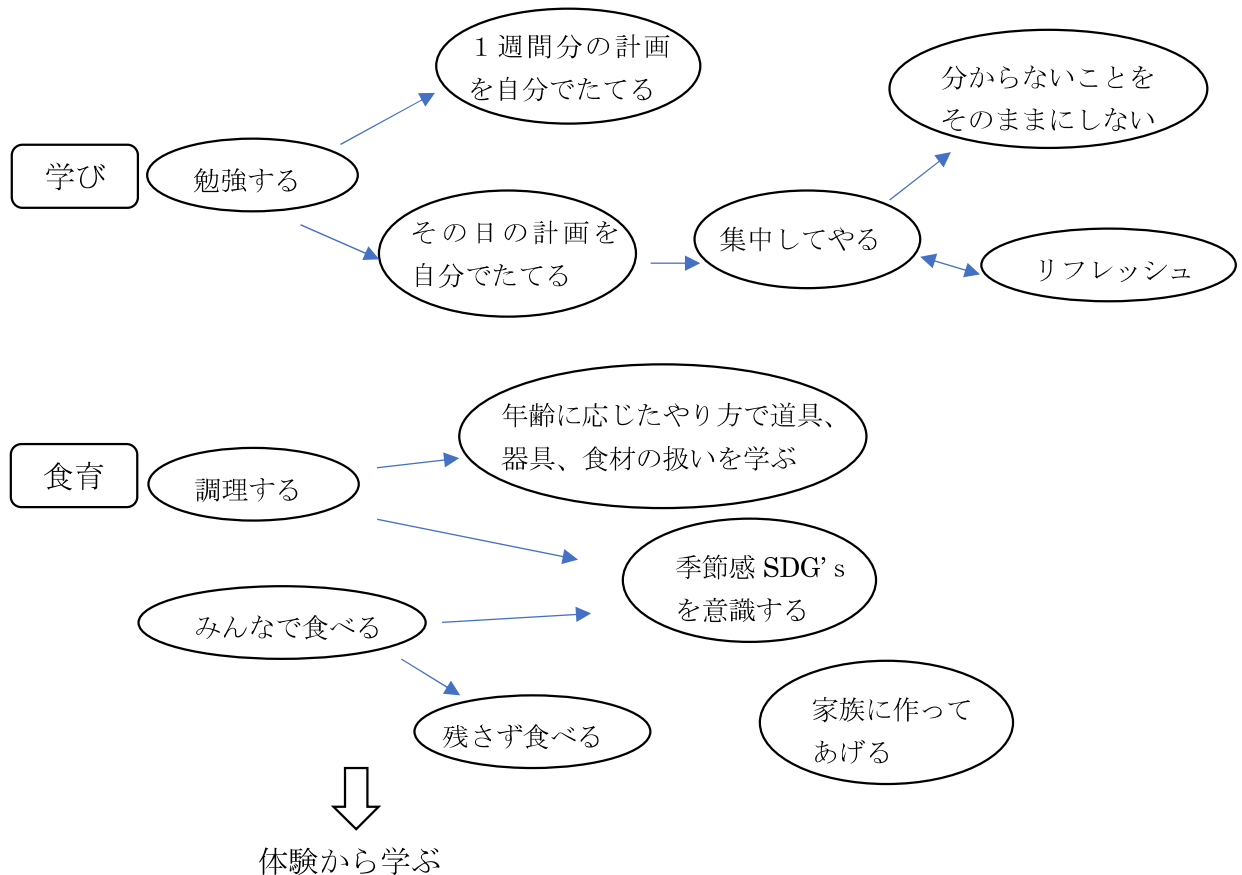 学び
勉強する
１週間分の計画
を自分でたてる
その日の計画を
自分でたてる
集中してやる
分からないことを
そのままにしない
リフレッシュ
食育
調理する
年齢に応じたやり方で道具、
器具、食材の扱いを学ぶ
季節感 SDG’ｓ
を意識する
みんなで食べる
残さず食べる
家族に作って
あげる
体験から学ぶ